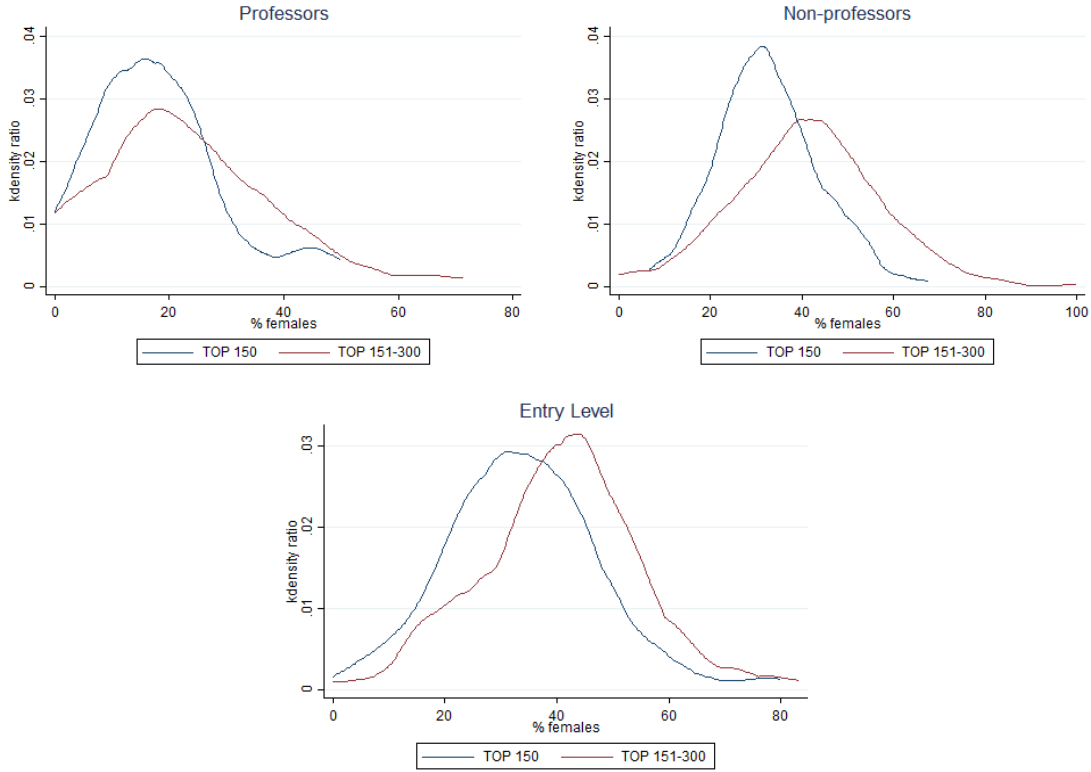 Professors
kdensity ratio
0 .01 .02 .03 .04
0 20 40 60 80
% females
TOP 150 TOP 151-300
Non-professors
kdensity ratio
0 .01 .02 .03 .04
0 20 40 60 80 100
% females
TOP 150 TOP 151-300
Entry Level
kdensity ratio
0 .01 .02 .03
0 20 40 60 80
% females
TOP 150 TOP 151-300